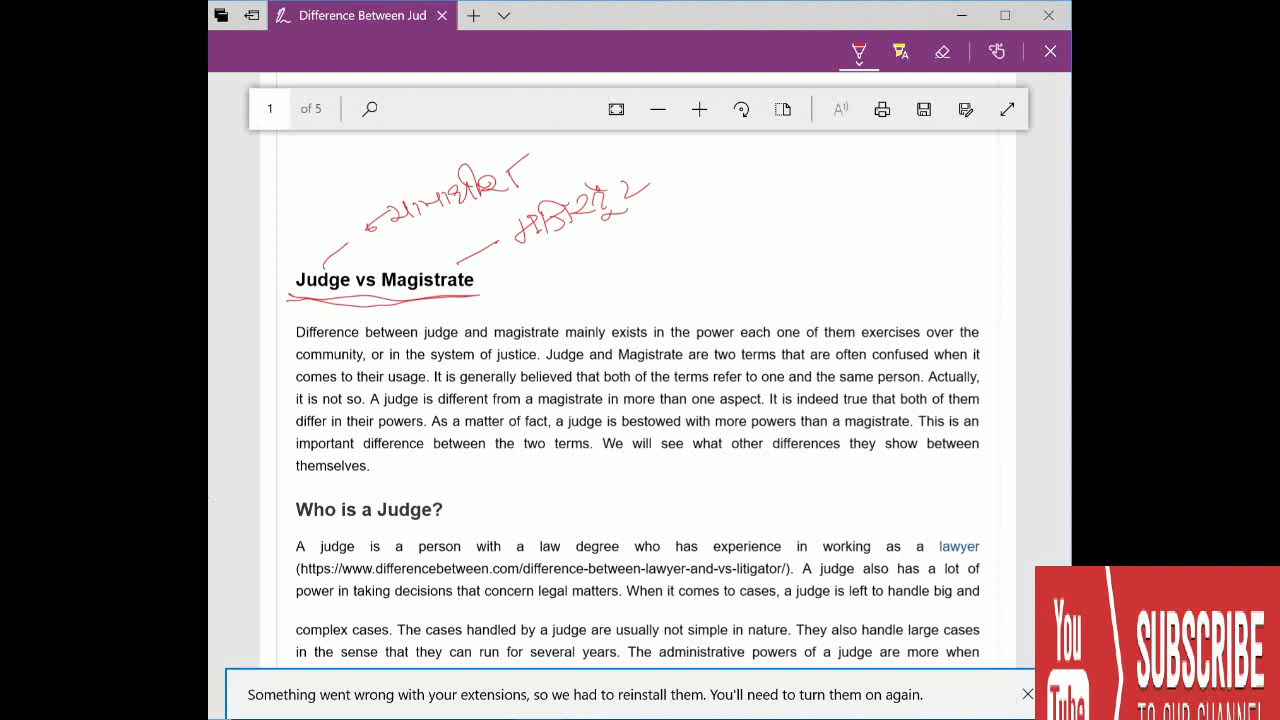 Difference Between Jud
1 of 5
Judge vs Magistrate
Difference between judge and magistrate mainly exists in the power each one of them exercises over the
community, or in the system of justice. Judge and Magistrate are two terms that are often confused when it
comes to their usage. It is generally believed that both of the terms refer to one and the same person. Actually,
it is not so. A judge is different from a magistrate in more than one aspect. It is indeed true that both of them
differ in their powers. As a matter of fact, a judge is bestowed with more powers than a magistrate. This is an
important difference between the two terms. We will see what other differences they show between
themselves.
Who is a Judge?
A judge is a person with a law degree who has experience in working as a lawyer
(https://www.differencebetween.com/difference-between-lawyer-and-vs-litigator/). A judge also has a lot of
power in taking decisions that concern legal matters. When it comes to cases, a judge is left to handle big and
complex cases. The cases handled by a judge are usually not simple in nature. They also handle large cases
in the sense that they can run for several years. The administrative powers of a judge are more when
Something went wrong with your extensions, so we had to reinstall them. You'll need to turn them on again.
You
Tube
SUBSCRIBE
TO OUR CHANNEL